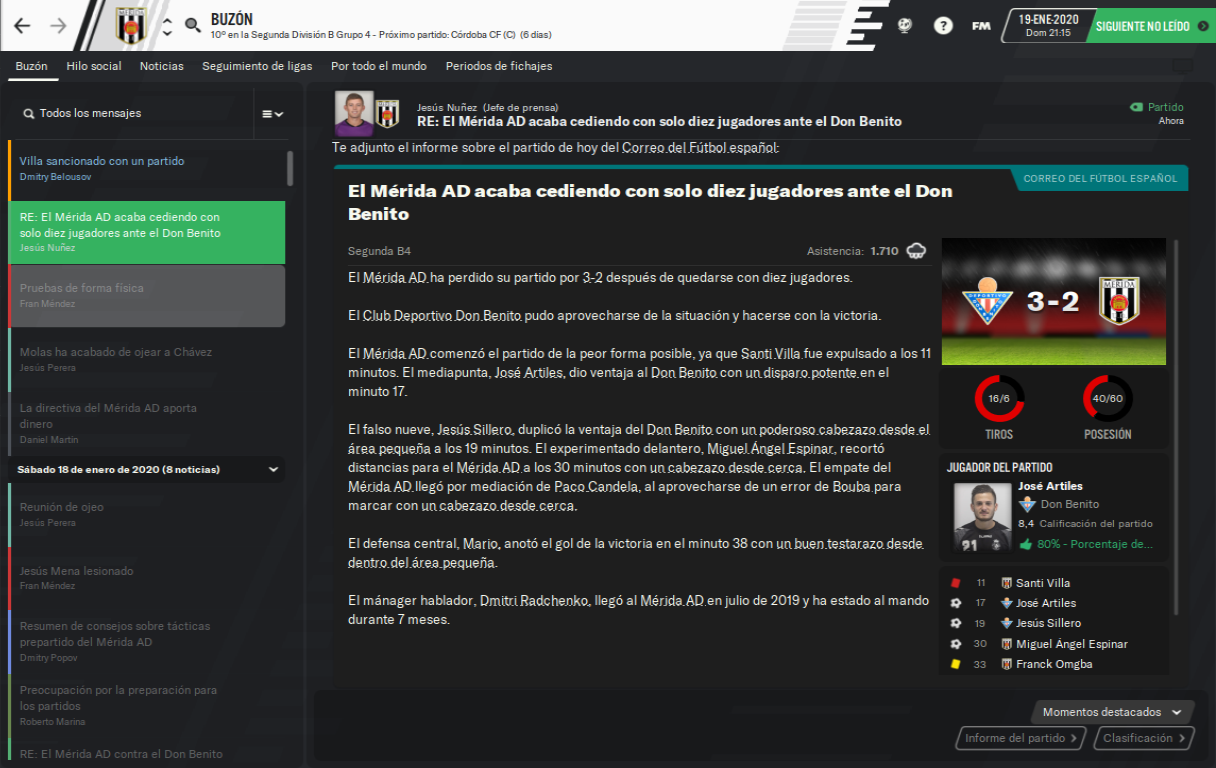 BUZÓN
10º en la Segunda División B Grupo 4 - Próximo partido: Córdoba CF (C) (6 días)
?
FM
19-ENE-2020
Dom 21:15
SIGUIENTE NO LEÍDO
Buzón
Hilo social
Noticias
Seguimiento de ligas
Por todo el mundo
Periodos de fichajes
Todos los mensajes
Villa sancionado con un partido
Dmitry Belousov
RE: El Mérida AD acaba cediendo con
solo diez jugadores ante el Don Benito
Jesús Nuñez
Pruebas de forma física
Fran Méndez
Molas ha acabado de ojear a Chávez
Jesús Perera
La directiva del Mérida AD aporta
dinero
Daniel Martín
Sábado 18 de enero de 2020 (8 noticias)
Reunión de ojeo
Jesús Perera
Jesús Mena lesionado
Fran Méndez
Resumen de consejos sobre tácticas
prepartido del Mérida AD
Dmitry Popov
Preocupación por la preparación para
los partidos
Roberto Marina
RE: El Mérida AD contra el Don Benito
Jesús Nuñez (Jefe de prensa)
RE: El Mérida AD acaba cediendo con solo diez jugadores ante el Don Benito
Partido
Ahora
Te adjunto el informe sobre el partido de hoy del Correo del Fútbol español:
CORREO DEL FÚTBOL ESPAÑOL
El Mérida AD acaba cediendo con solo diez jugadores ante el Don
Benito
Segunda B4
Asistencia: 1.710
El Mérida AD ha perdido su partido por 3-2 después de quedarse con diez jugadores.
El Club Deportivo Don Benito pudo aprovecharse de la situación y hacerse con la victoria.
El Mérida AD comenzó el partido de la peor forma posible, ya que Santi Villa fue expulsado a los 11
minutos. El mediapunta, José Artiles, dio ventaja al Don Benito con un disparo potente en el
minuto 17.
El falso nueve, Jesús Sillero, duplicó la ventaja del Don Benito con un poderoso cabezazo desde el
área pequeña a los 19 minutos. El experimentado delantero, Miguel Ángel Espinar, recortó
distancias para el Mérida AD a los 30 minutos con un cabezazo desde cerca. El empate del
Mérida AD llegó por mediación de Paco Candela, al aprovecharse de un error de Bouba para
marcar con un cabezazo desde cerca.
El defensa central, Mario, anotó el gol de la victoria en el minuto 38 con un buen testarazo desde
dentro del área pequeña.
El mánager hablador, Dmitri Radchenko, llegó al Mérida AD en julio de 2019 y ha estado al mando
durante 7 meses.
DEPORTIVO
3-2
MÉRIDA
16/6
TIROS
40/60
POSESIÓN
JUGADOR DEL PARTIDO
José Artiles
Don Benito
8,4 Calificación del partido
80% - Porcentaje de...
21
11 Santi Villa
17 José Artiles
19 Jesús Sillero
30 Miguel Ángel Espinar
33 Franck Omgba
Momentos destacados
Informe del partido
Clasificación